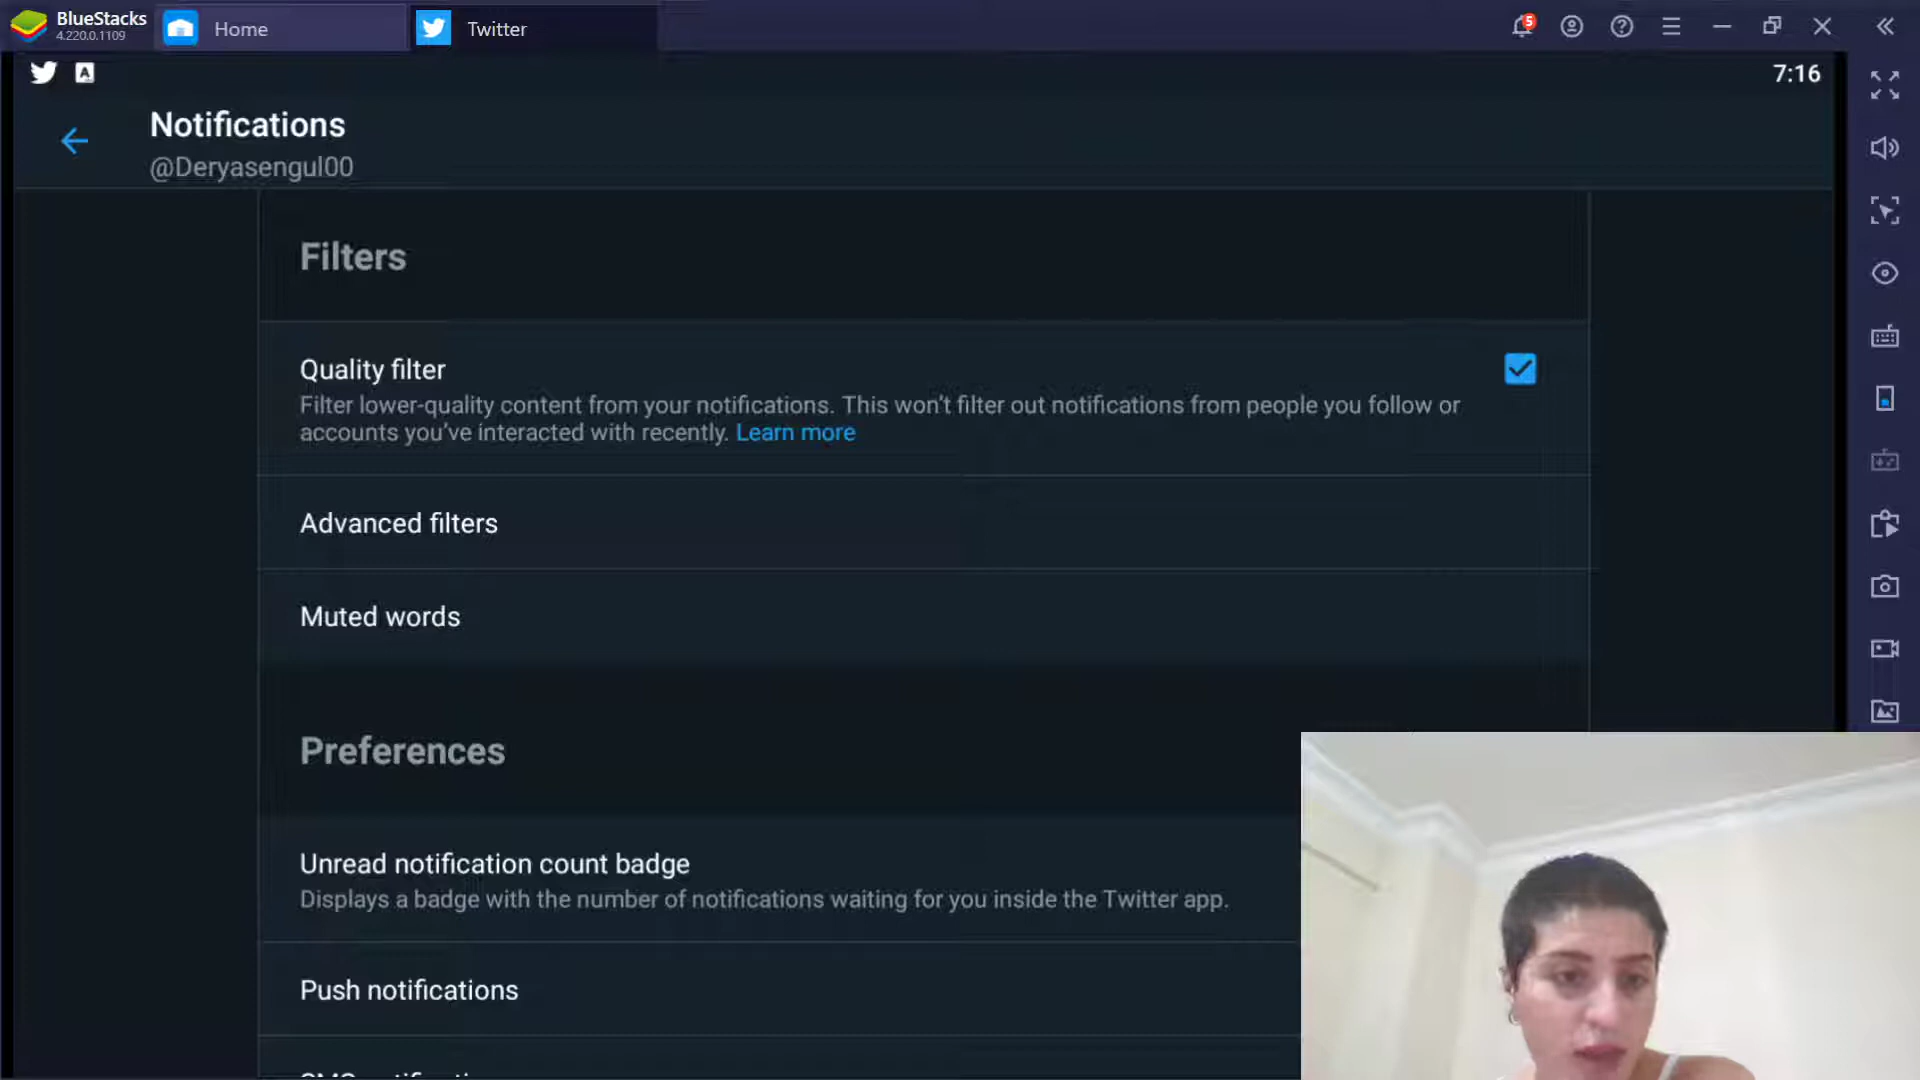 BlueStacks
4.220.0.1109
Home
Twitter
5
A
7:16
Notifications
@Deryasengul00
Filters
Quality filter
Filter lower-quality content from your notifications. This won't filter out notifications from people you follow or
accounts you've interacted with recently. Learn more
Advanced filters
Muted words
Preferences
Unread notification count badge
Displays a badge with the number of notifications waiting for you inside the Twitter app.
Push notifications